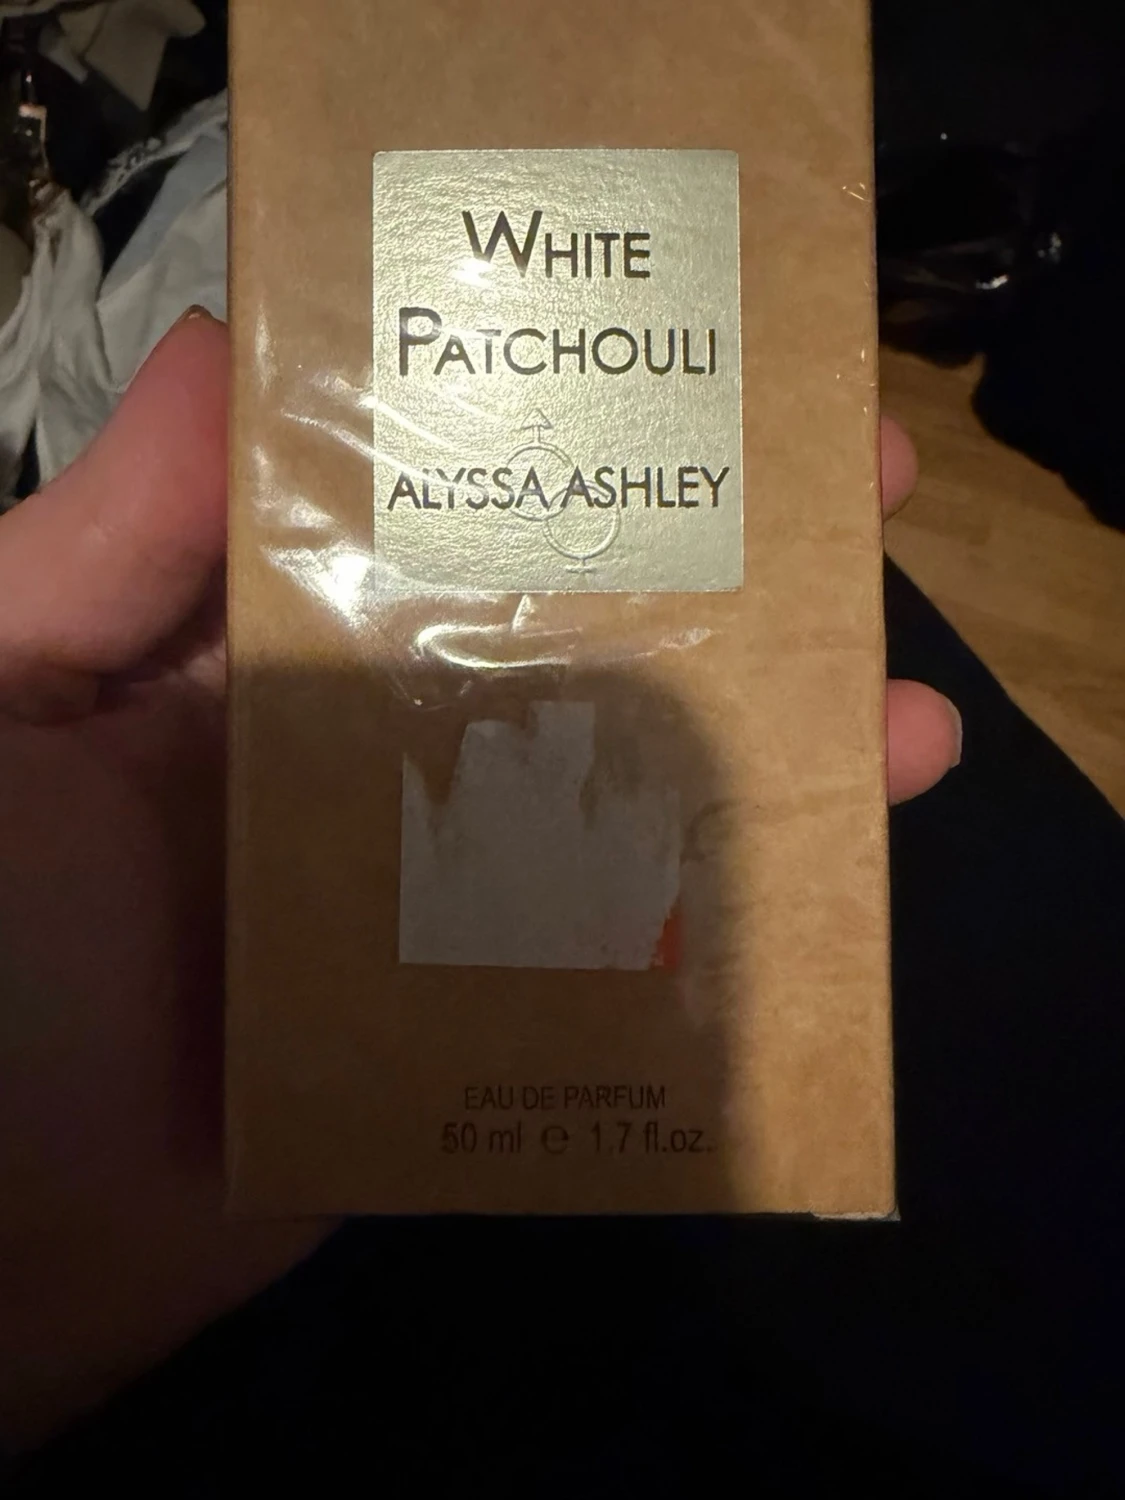 WHITE
PATCHOULI
ALYSSA ASHLEY
EAU DE PARFUM
50 ml ℮ 1.7 fl.oz.